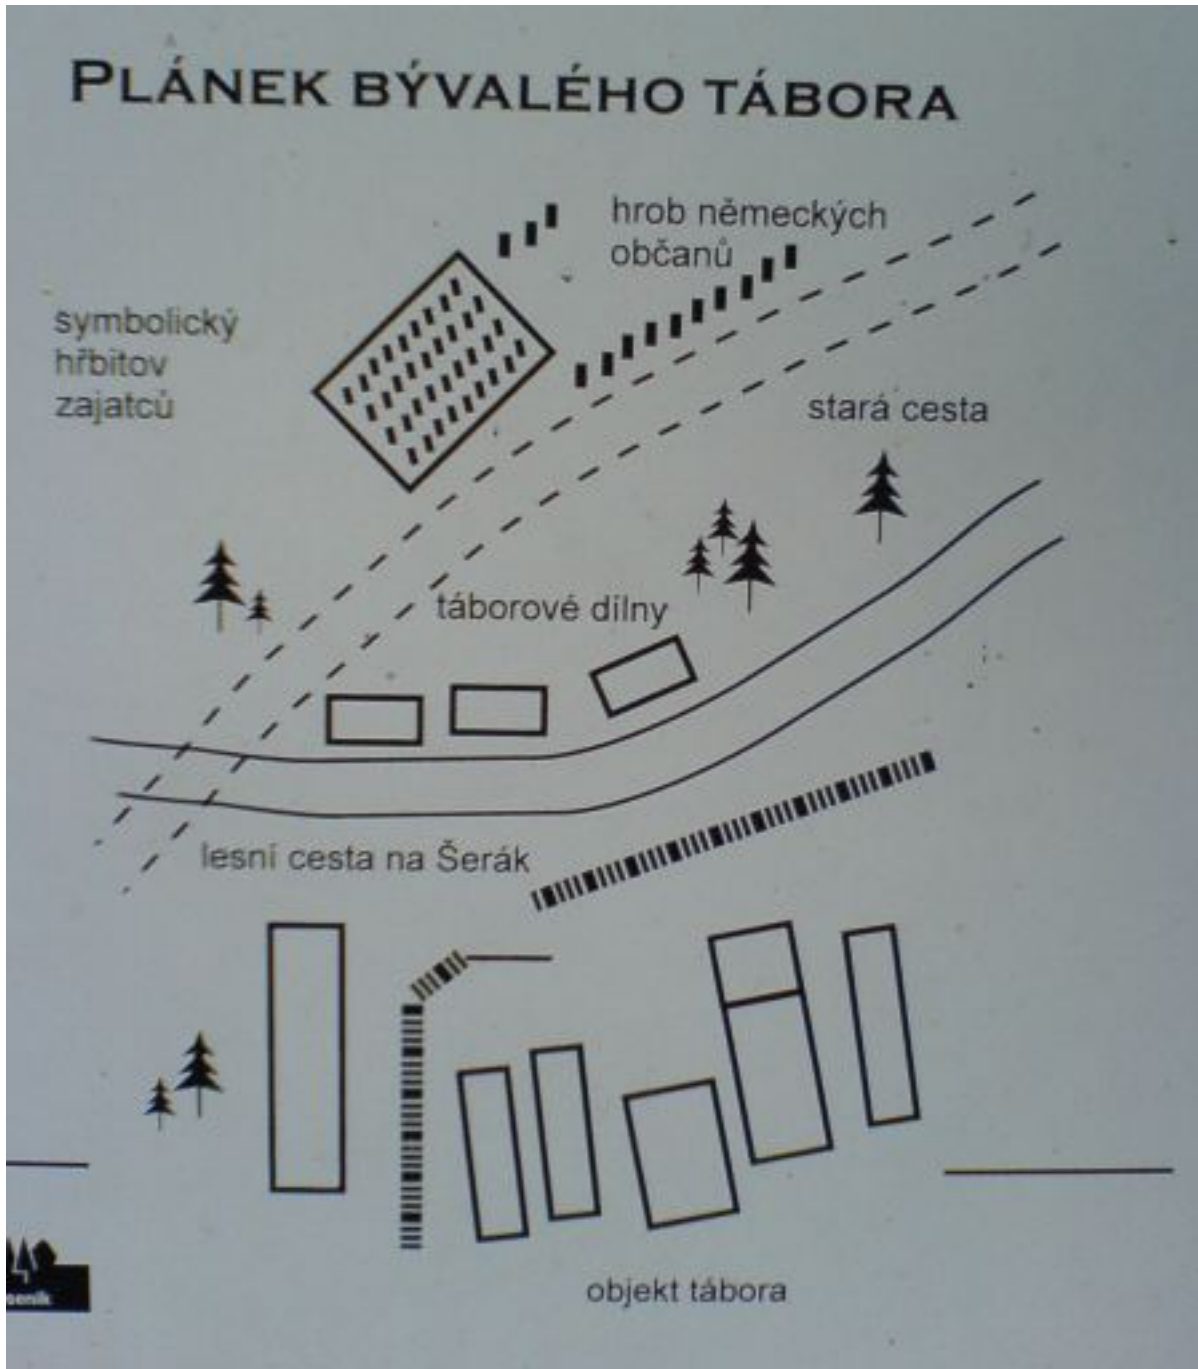 PLÁNEK BÝVALÉHO TÁBORA
hrob německých
občanů
symbolický
hřbitov
zajatců
stará cesta
táborové dílny
lesní cesta na Šerák
objekt tábora